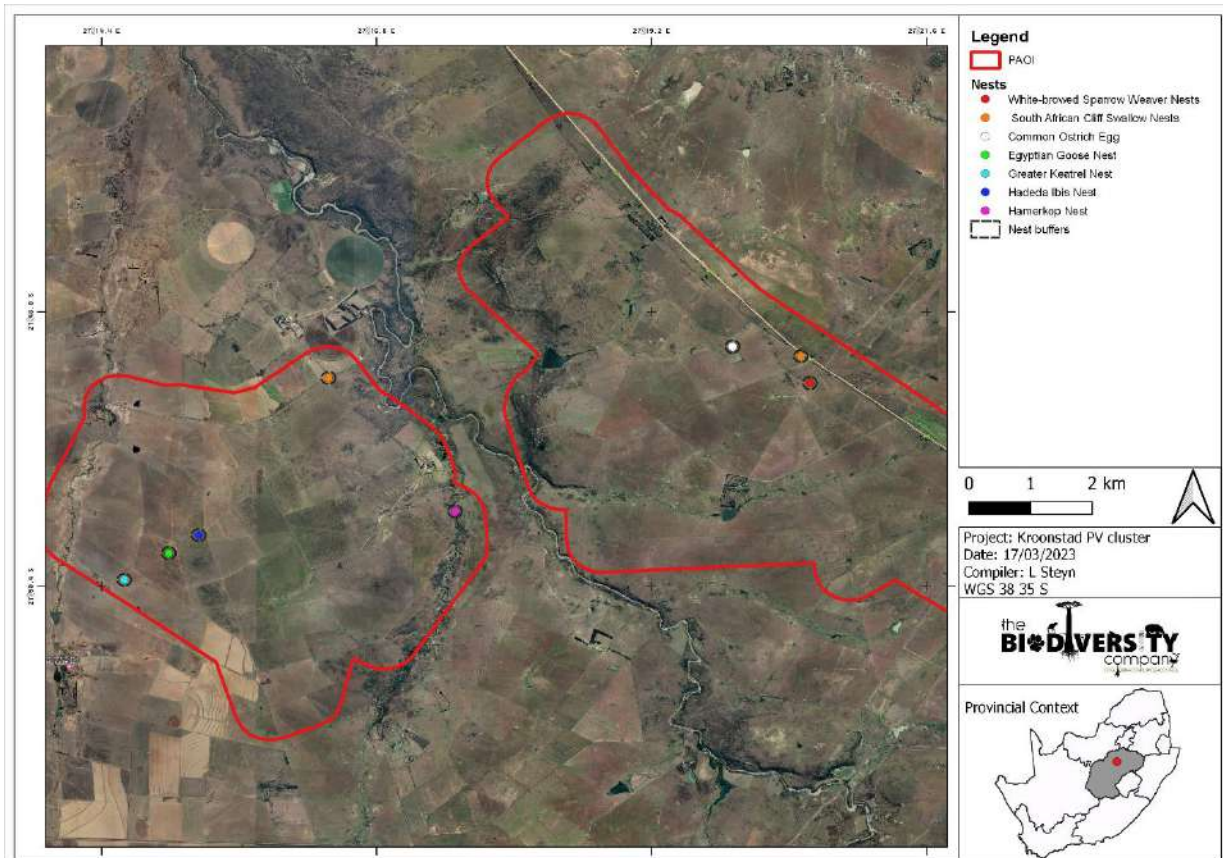 Legend
PAOI
Nests
White-browed Sparrow Weaver Nests
South African Cliff Swallow Nests
Common Ostrich Egg
Egyptian Goose Nest
Greater Kestrel Nest
Hadeda Ibis Nest
Hamerkop Nest
Nest buffers
0 1 2 km
Project: Kroonstad PV cluster
Date: 17/03/2023
Compiler: L Steyn
WGS 38 35 S
the
BIODIVERSITY
company
Provincial Context